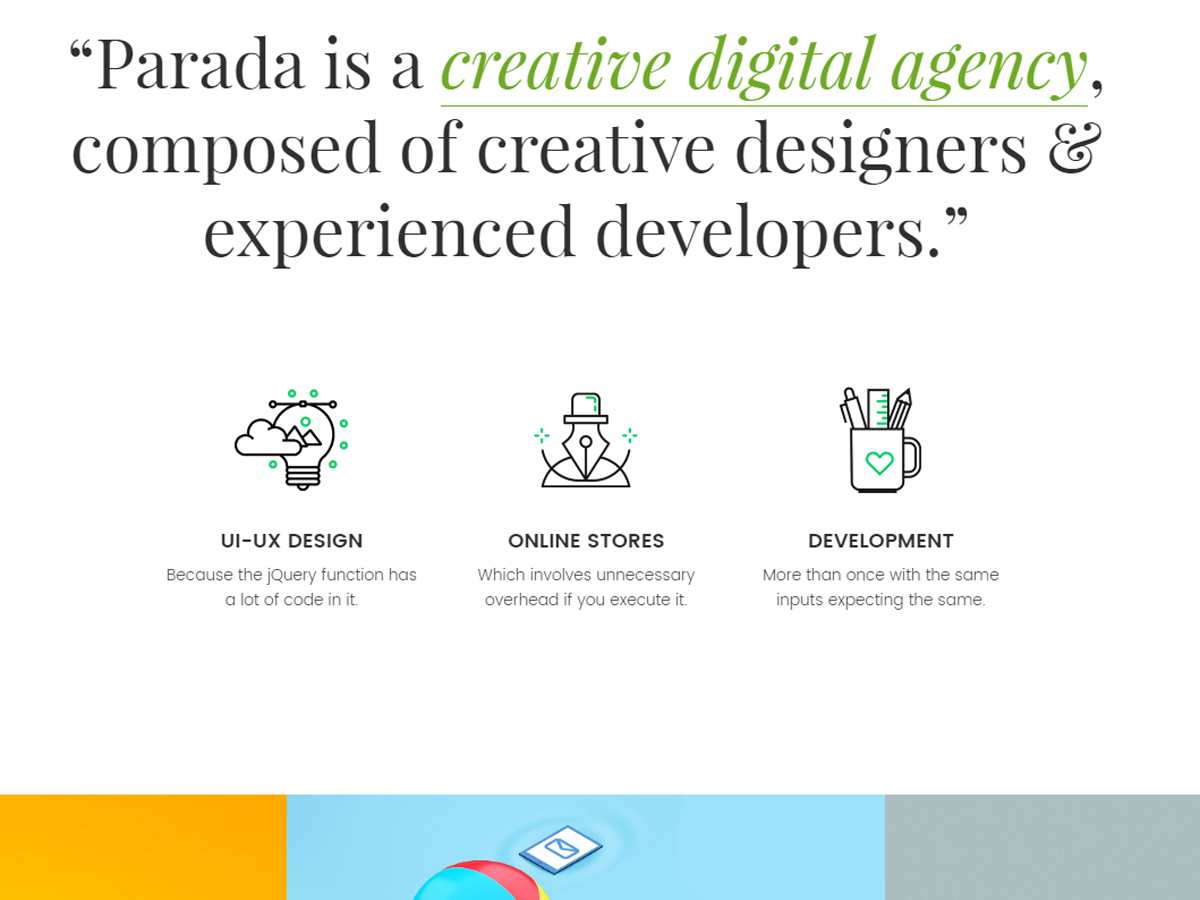 “Parada is a creative digital agency,
composed of creative designers &
experienced developers.”
UI-UX DESIGN
Because the jQuery function has
a lot of code in it.
ONLINE STORES
Which involves unnecessary
overhead if you execute it.
DEVELOPMENT
More than once with the same
inputs expecting the same.